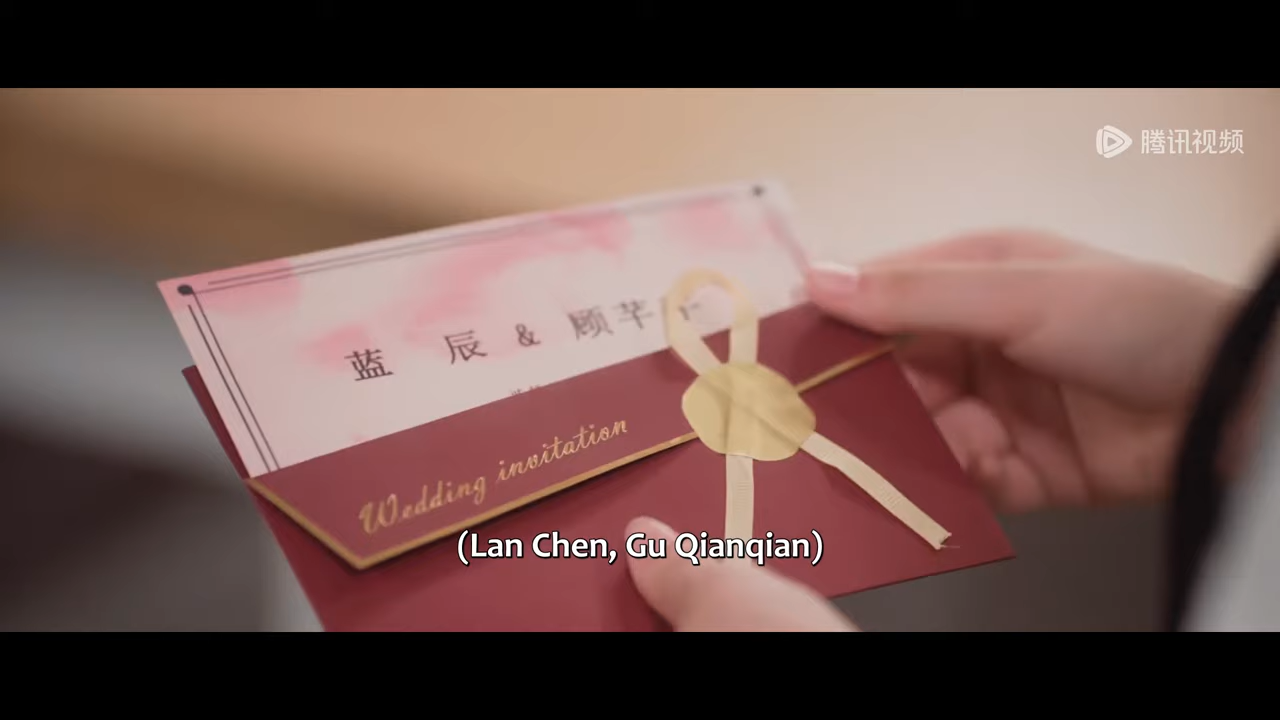 腾讯视频
蓝 辰 & 顾芊
Wedding invitation
(Lan Chen, Gu Qianqian)